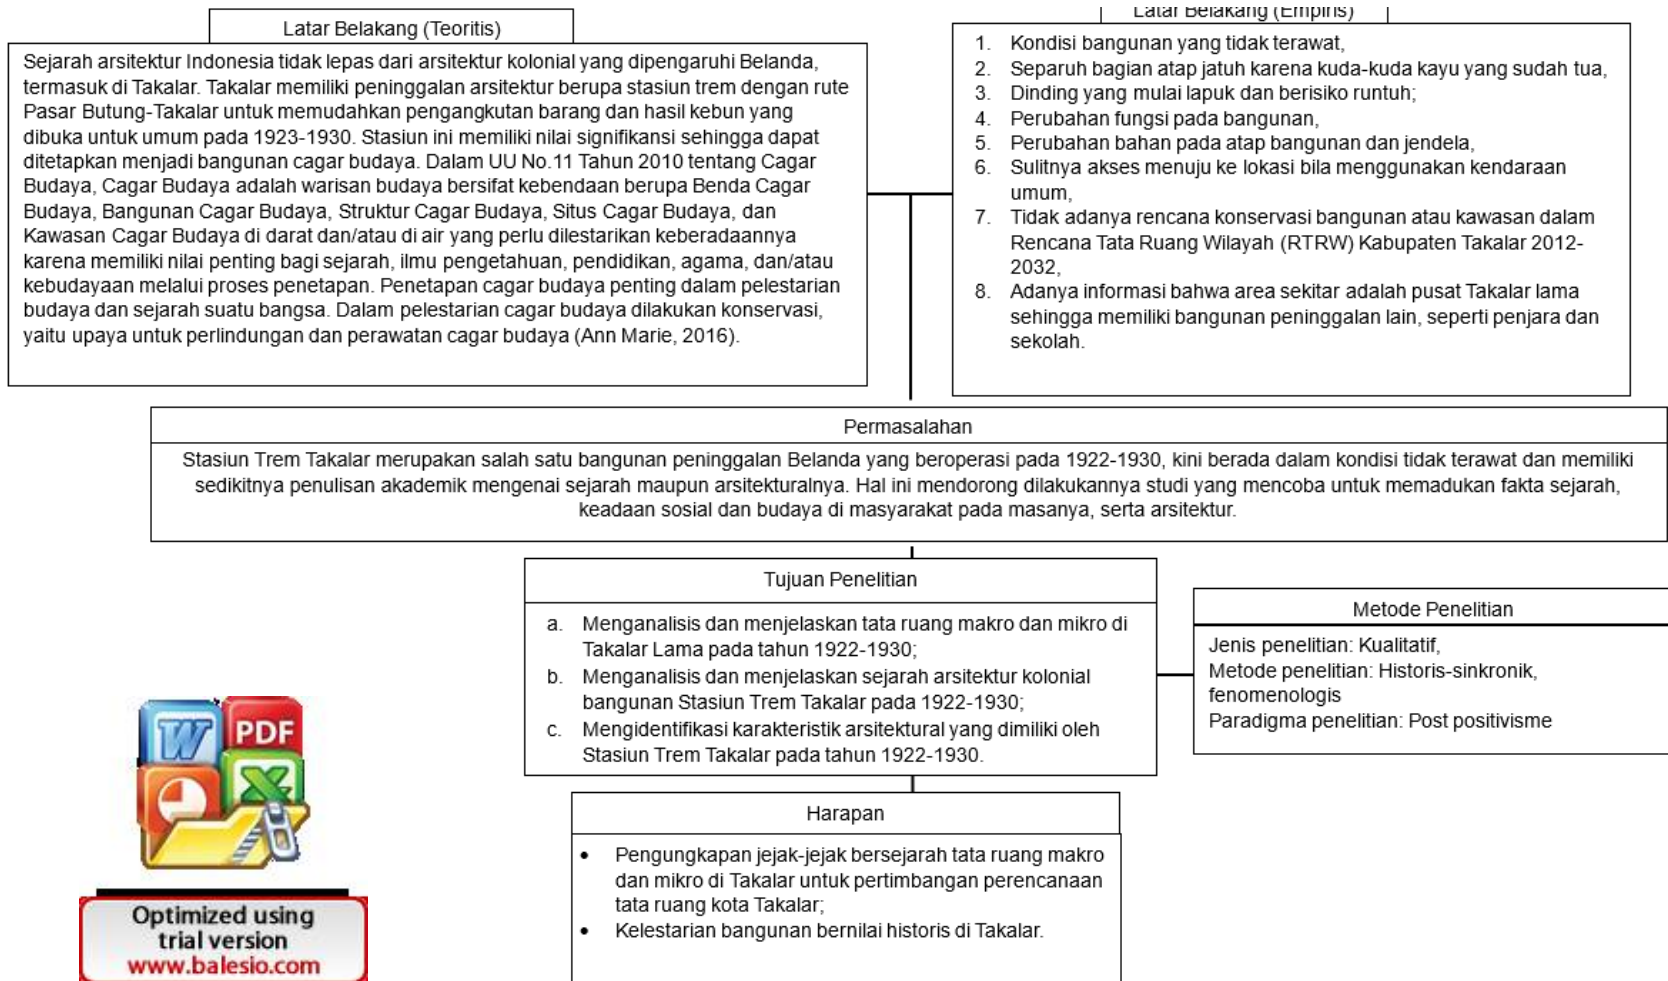 Latar Belakang (Teoritis)
Sejarah arsitektur Indonesia tidak lepas dari arsitektur kolonial yang dipengaruhi Belanda,
termasuk di Takalar. Takalar memiliki peninggalan arsitektur berupa stasiun trem dengan rute
Pasar Butung-Takalar untuk memudahkan pengangkutan barang dan hasil kebun yang
dibuka untuk umum pada 1923-1930. Stasiun ini memiliki nilai signifikansi sehingga dapat
ditetapkan menjadi bangunan cagar budaya. Dalam UU No.11 Tahun 2010 tentang Cagar
Budaya, Cagar Budaya adalah warisan budaya bersifat kebendaan berupa Benda Cagar
Budaya, Bangunan Cagar Budaya, Struktur Cagar Budaya, Situs Cagar Budaya, dan
Kawasan Cagar Budaya di darat dan/atau di air yang perlu dilestarikan keberadaannya
karena memiliki nilai penting bagi sejarah, ilmu pengetahuan, pendidikan, agama, dan/atau
kebudayaan melalui proses penetapan. Penetapan cagar budaya penting dalam pelestarian
budaya dan sejarah suatu bangsa. Dalam pelestarian cagar budaya dilakukan konservasi,
yaitu upaya untuk perlindungan dan perawatan cagar budaya (Ann Marie, 2016).
Latar Belakang (Empiris)
1. Kondisi bangunan yang tidak terawat,
2. Separuh bagian atap jatuh karena kuda-kuda kayu yang sudah tua,
3. Dinding yang mulai lapuk dan berisiko runtuh;
4. Perubahan fungsi pada bangunan,
5. Perubahan bahan pada atap bangunan dan jendela,
6. Sulitnya akses menuju ke lokasi bila menggunakan kendaraan
umum,
7. Tidak adanya rencana konservasi bangunan atau kawasan dalam
Rencana Tata Ruang Wilayah (RTRW) Kabupaten Takalar 2012-
2032,
8. Adanya informasi bahwa area sekitar adalah pusat Takalar lama
sehingga memiliki bangunan peninggalan lain, seperti penjara dan
sekolah.
Permasalahan
Stasiun Trem Takalar merupakan salah satu bangunan peninggalan Belanda yang beroperasi pada 1922-1930, kini berada dalam kondisi tidak terawat dan memiliki
sedikitnya penulisan akademik mengenai sejarah maupun arsitekturalnya. Hal ini mendorong dilakukannya studi yang mencoba untuk memadukan fakta sejarah,
keadaan sosial dan budaya di masyarakat pada masanya, serta arsitektur.
Tujuan Penelitian
a. Menganalisis dan menjelaskan tata ruang makro dan mikro di
Takalar Lama pada tahun 1922-1930;
b. Menganalisis dan menjelaskan sejarah arsitektur kolonial
bangunan Stasiun Trem Takalar pada 1922-1930;
c. Mengidentifikasi karakteristik arsitektural yang dimiliki oleh
Stasiun Trem Takalar pada tahun 1922-1930.
Metode Penelitian
Jenis penelitian: Kualitatif,
Metode penelitian: Historis-sinkronik,
fenomenologis
Paradigma penelitian: Post positivisme
Harapan
• Pengungkapan jejak-jejak bersejarah tata ruang makro
dan mikro di Takalar untuk pertimbangan perencanaan
tata ruang kota Takalar;
• Kelestarian bangunan bernilai historis di Takalar.
W
PDF
X
Optimized using
trial version
www.balesio.com